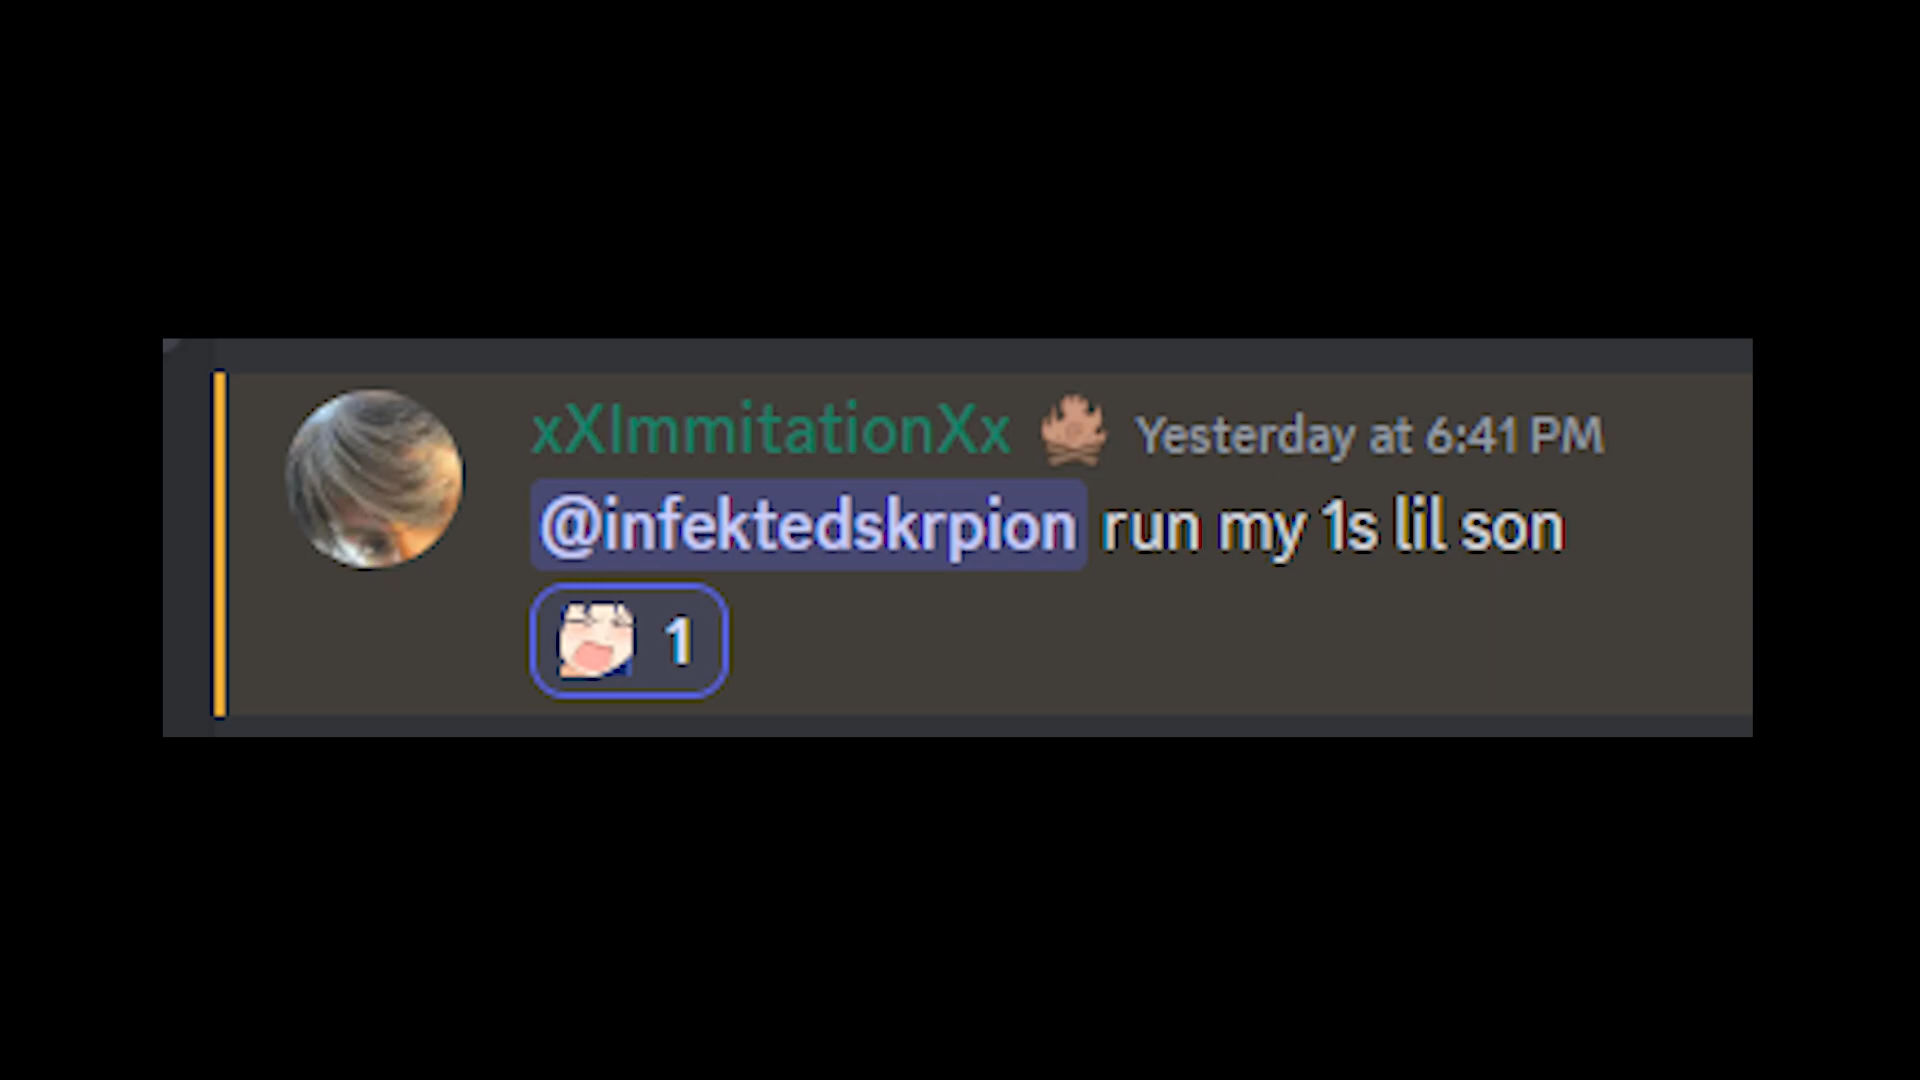 xXImmitationXx Yesterday at 6:41 PM
@infektedskrpion run my 1s lil son
1